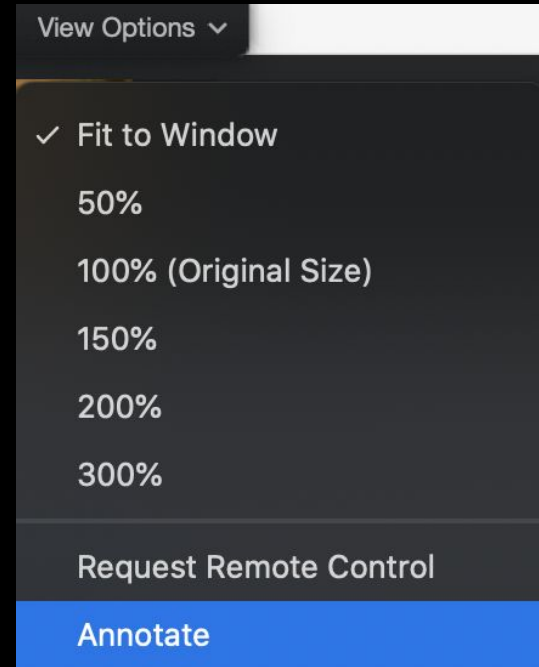 View Options
Fit to Window
50%
100% (Original Size)
150%
200%
300%
Request Remote Control
Annotate